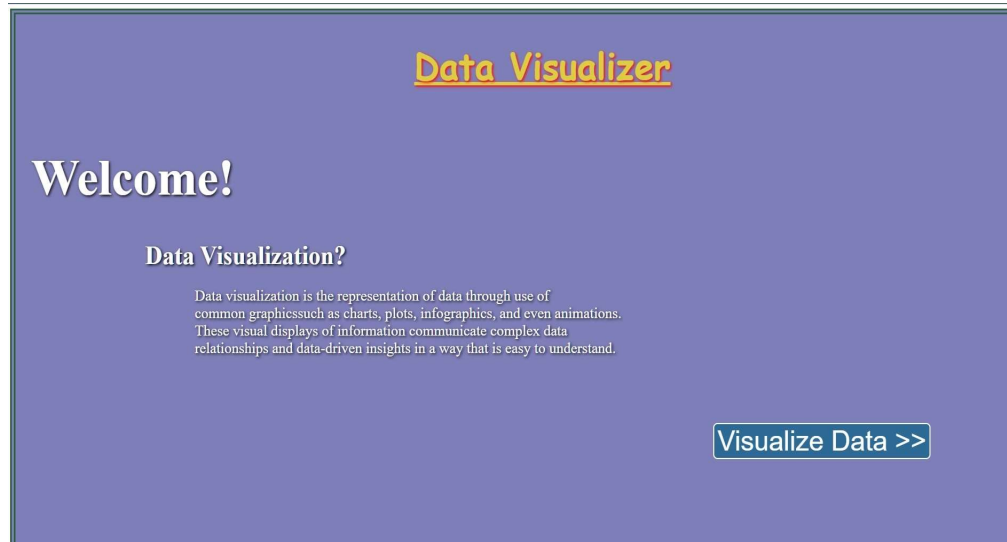 Data Visualizer
Welcome!
Data Visualization?
Data visualization is the representation of data through use of
common graphicssuch as charts, plots, infographics, and even animations.
These visual displays of information communicate complex data
relationships and data-driven insights in a way that is easy to understand.
Visualize Data >>